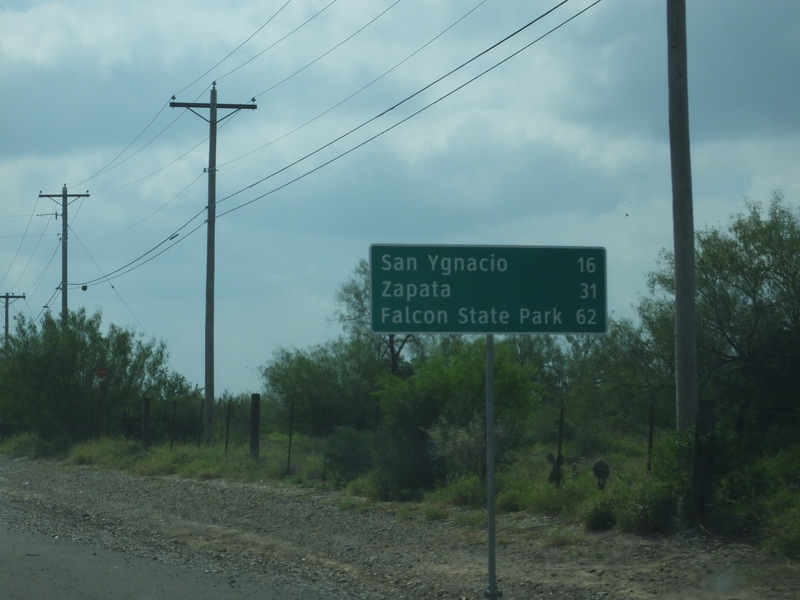 San Ygnacio 16
Zapata 31
Falcon State Park 62